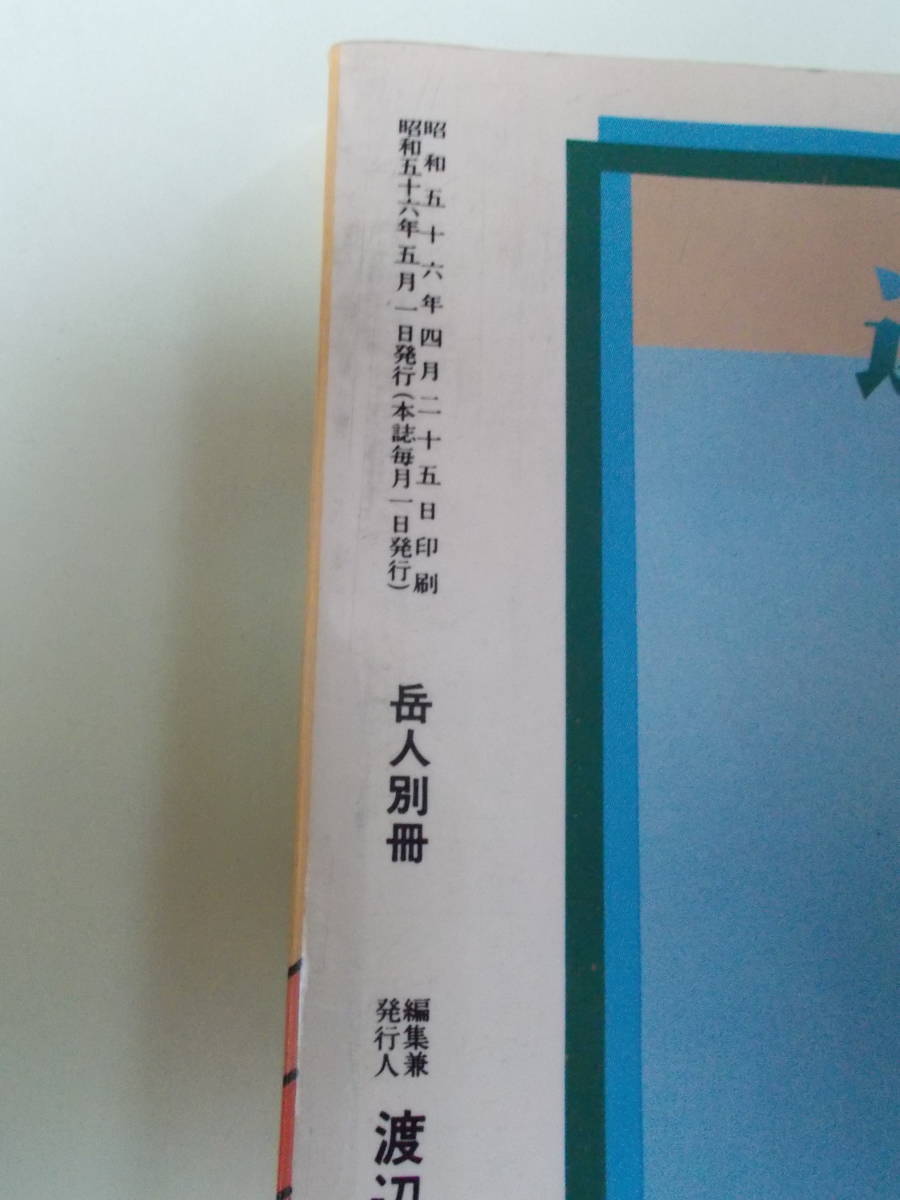 昭和五十六年四月二十五日印刷
昭和五十六年五月一日発行(本誌毎月一日発行)
岳人別冊
編集兼
発行人
渡辺